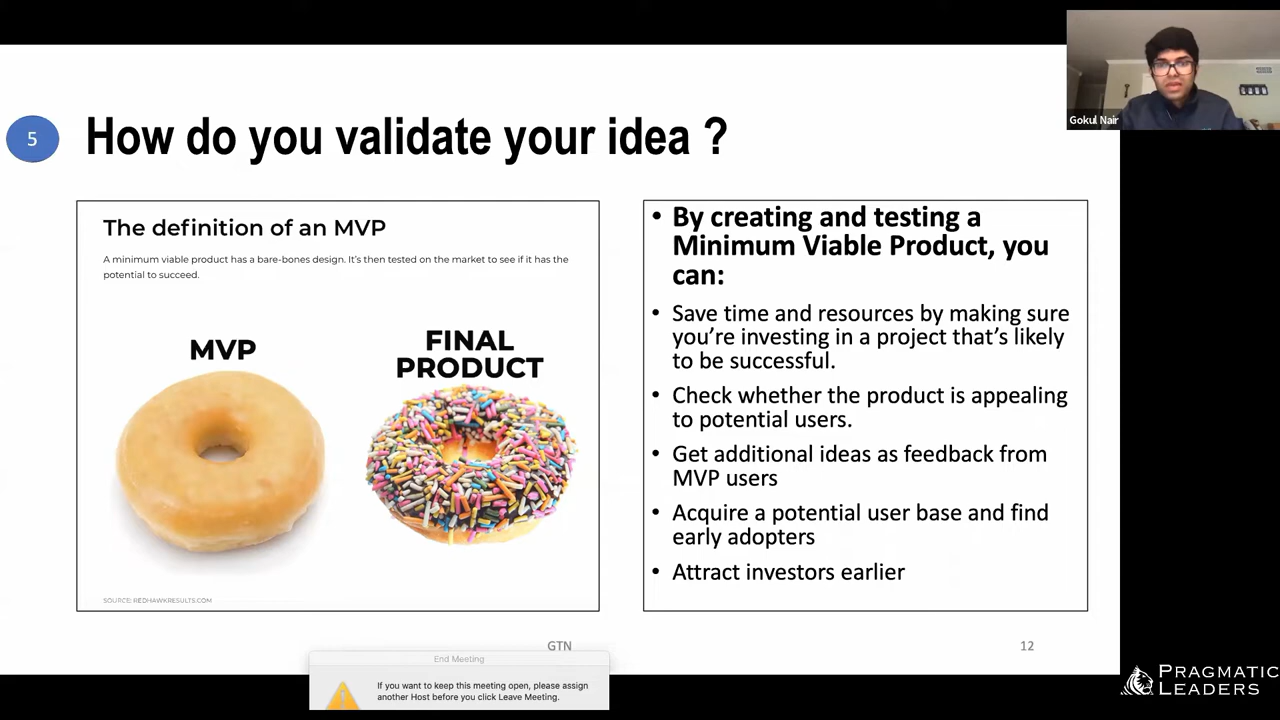 Gokul Nair
5
How do you validate your idea ?
The definition of an MVP
A minimum viable product has a bare-bones design. It's then tested on the market to see if it has the
potential to succeed.
MVP
FINAL
PRODUCT
SOURCE: REDHAWKRESULTS.COM
• By creating and testing a
Minimum Viable Product, you
can:
• Save time and resources by making sure
you're investing in a project that's likely
to be successful.
• Check whether the product is appealing
to potential users.
• Get additional ideas as feedback from
MVP users
• Acquire a potential user base and find
early adopters
• Attract investors earlier
GTN
12
End Meeting
If you want to keep this meeting open, please assign
another Host before you click Leave Meeting.
PRAGMATIC
LEADERS